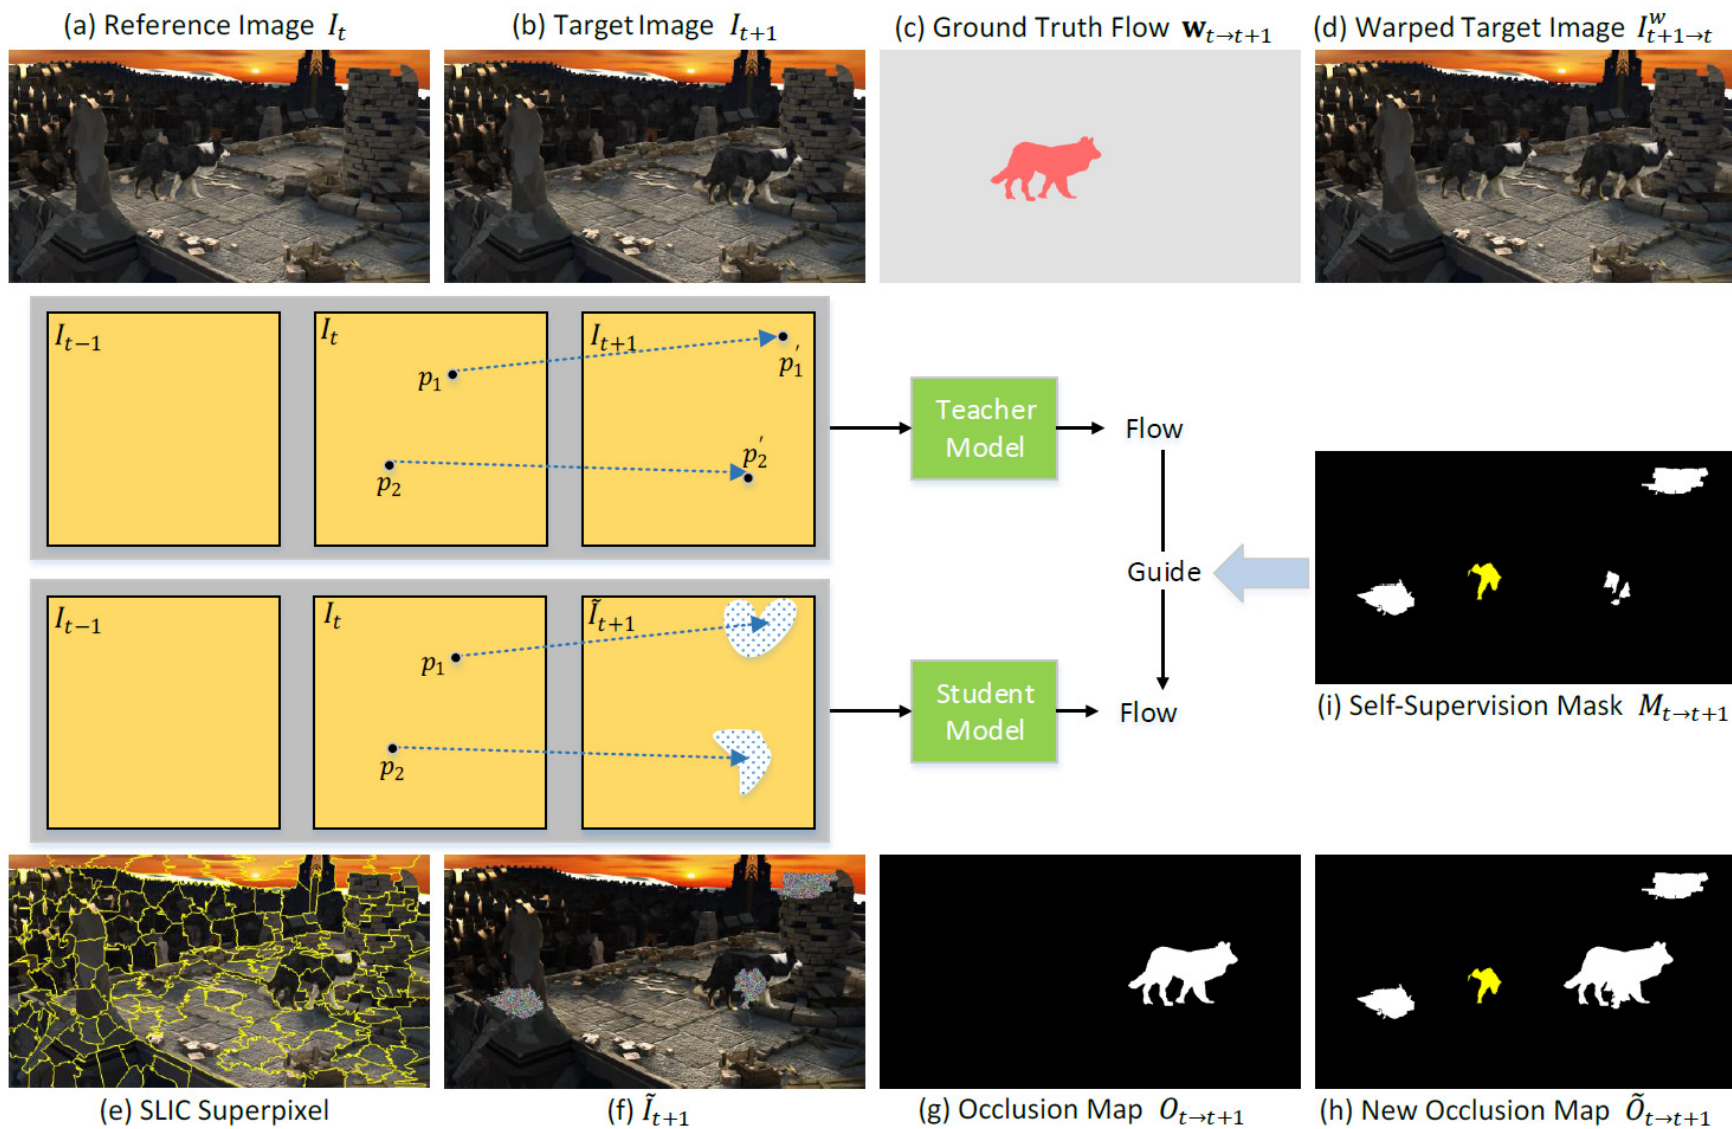 (a) Reference Image I_t
(b) Target Image I_{t+1}
(c) Ground Truth Flow w_{t→t+1}
(d) Warped Target Image I^w_{t+1→t}
I_{t−1}
I_t
I_{t+1}
p_1
p_1'
p_2
p_2'
Teacher
Model
Flow
Guide
I_{t−1}
I_t
Ĩ_{t+1}
p_1
p_2
Student
Model
Flow
(i) Self-Supervision Mask M_{t→t+1}
(e) SLIC Superpixel
(f) Ĩ_{t+1}
(g) Occlusion Map O_{t→t+1}
(h) New Occlusion Map Õ_{t→t+1}